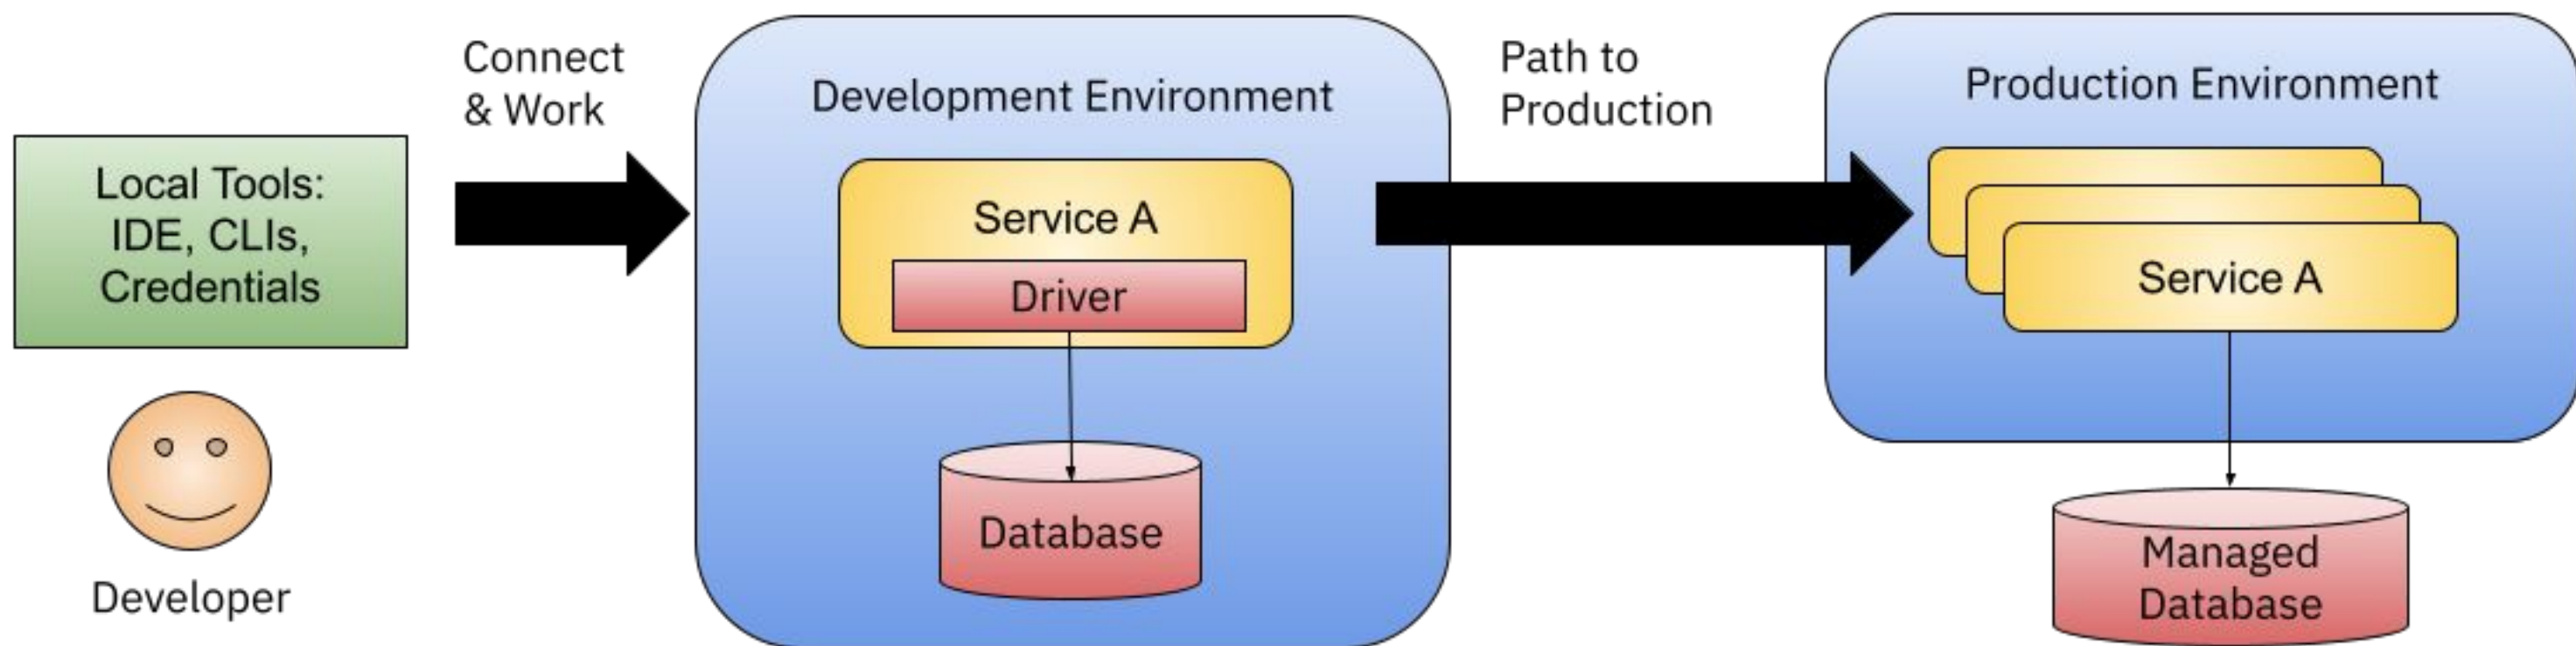 Local Tools:
IDE, CLIs,
Credentials
Developer
Connect
& Work
Development Environment
Service A
Driver
Database
Path to
Production
Production Environment
Service A
Managed
Database